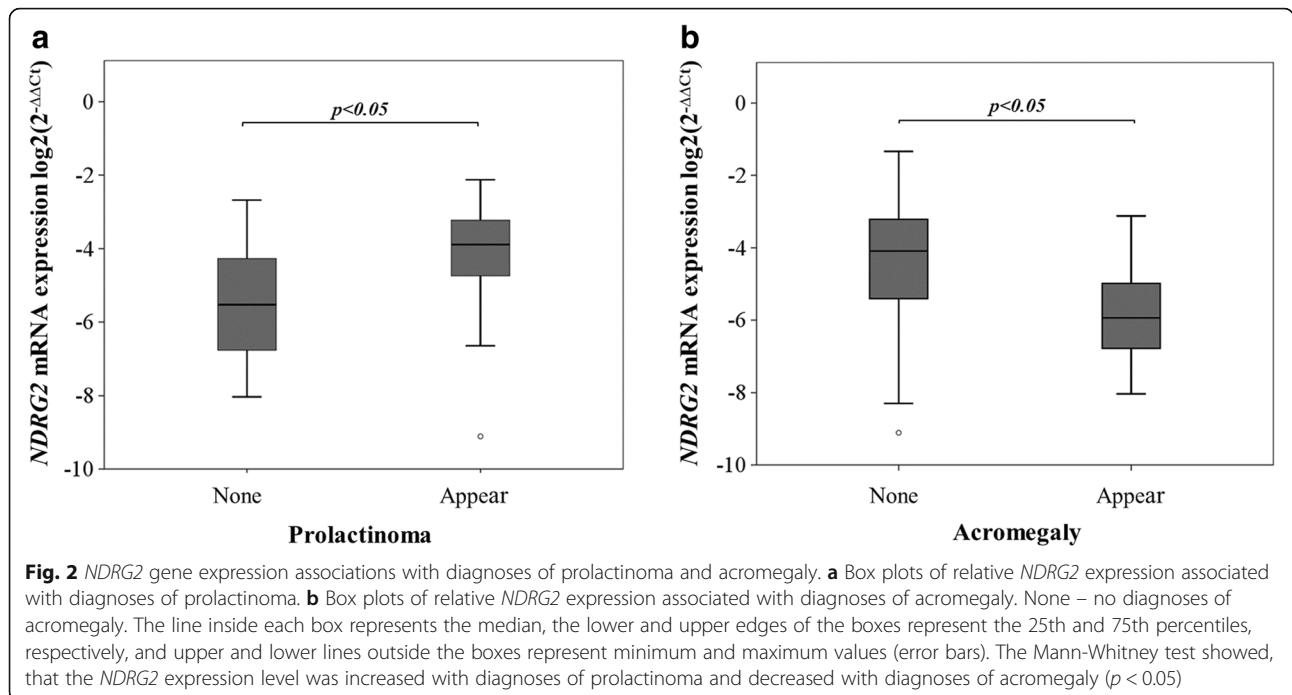 a
NDRG2 mRNA expression log2(2^-ΔΔCt)
0
-2
-4
-6
-8
-10
p<0.05
None
Appear
Prolactinoma
b
NDRG2 mRNA expression log2(2^-ΔΔCt)
0
-2
-4
-6
-8
-10
p<0.05
None
Appear
Acromegaly
Fig. 2 NDRG2 gene expression associations with diagnoses of prolactinoma and acromegaly. a Box plots of relative NDRG2 expression associated
with diagnoses of prolactinoma. b Box plots of relative NDRG2 expression associated with diagnoses of acromegaly. None – no diagnoses of
acromegaly. The line inside each box represents the median, the lower and upper edges of the boxes represent the 25th and 75th percentiles,
respectively, and upper and lower lines outside the boxes represent minimum and maximum values (error bars). The Mann-Whitney test showed,
that the NDRG2 expression level was increased with diagnoses of prolactinoma and decreased with diagnoses of acromegaly (p < 0.05)